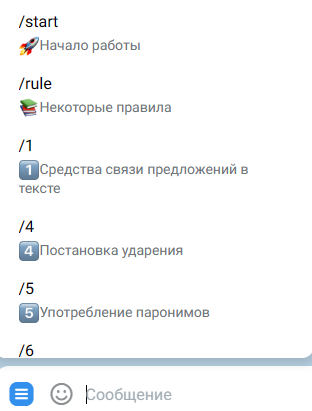 /start
🚀Начало работы
/rule
📚Некоторые правила
/1
1️⃣Средства связи предложений в
тексте
/4
4️⃣Постановка ударения
/5
5️⃣Употребление паронимов
/6
Сообщение